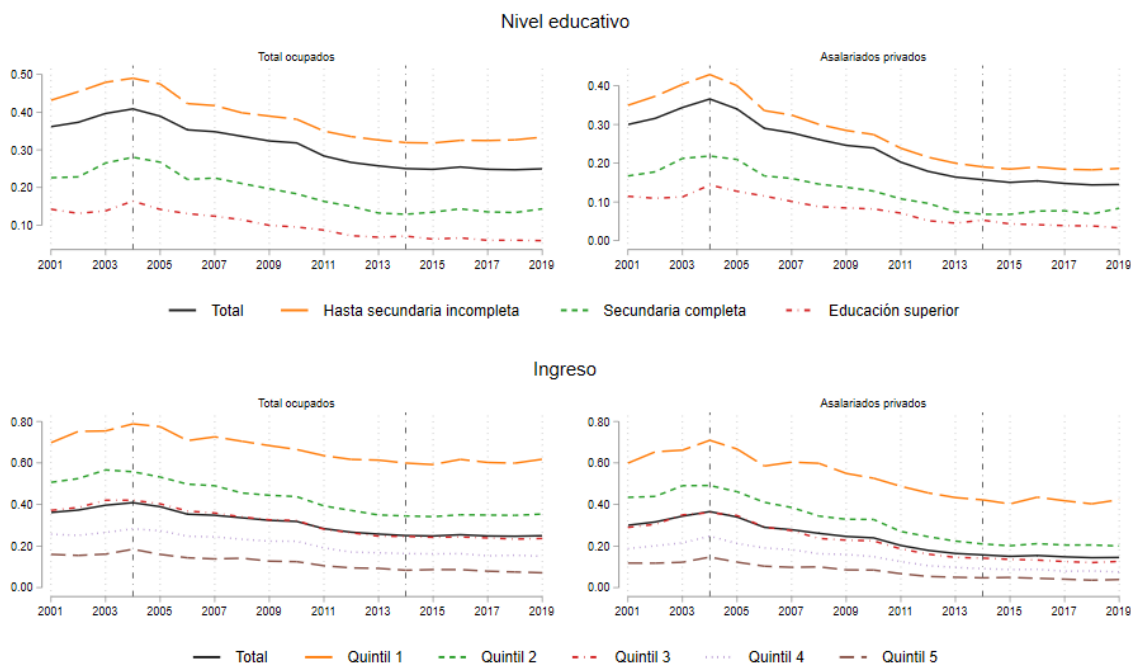 Nivel educativo
Total ocupados
0.50
0.40
0.30
0.20
0.10
2001 2003 2005 2007 2009 2011 2013 2015 2017 2019
Asalariados privados
0.40
0.30
0.20
0.10
0.00
2001 2003 2005 2007 2009 2011 2013 2015 2017 2019
Total Hasta secundaria incompleta Secundaria completa Educación superior
Ingreso
Total ocupados
0.80
0.60
0.40
0.20
0.00
2001 2003 2005 2007 2009 2011 2013 2015 2017 2019
Asalariados privados
0.80
0.60
0.40
0.20
0.00
2001 2003 2005 2007 2009 2011 2013 2015 2017 2019
Total Quintil 1 Quintil 2 Quintil 3 Quintil 4 Quintil 5